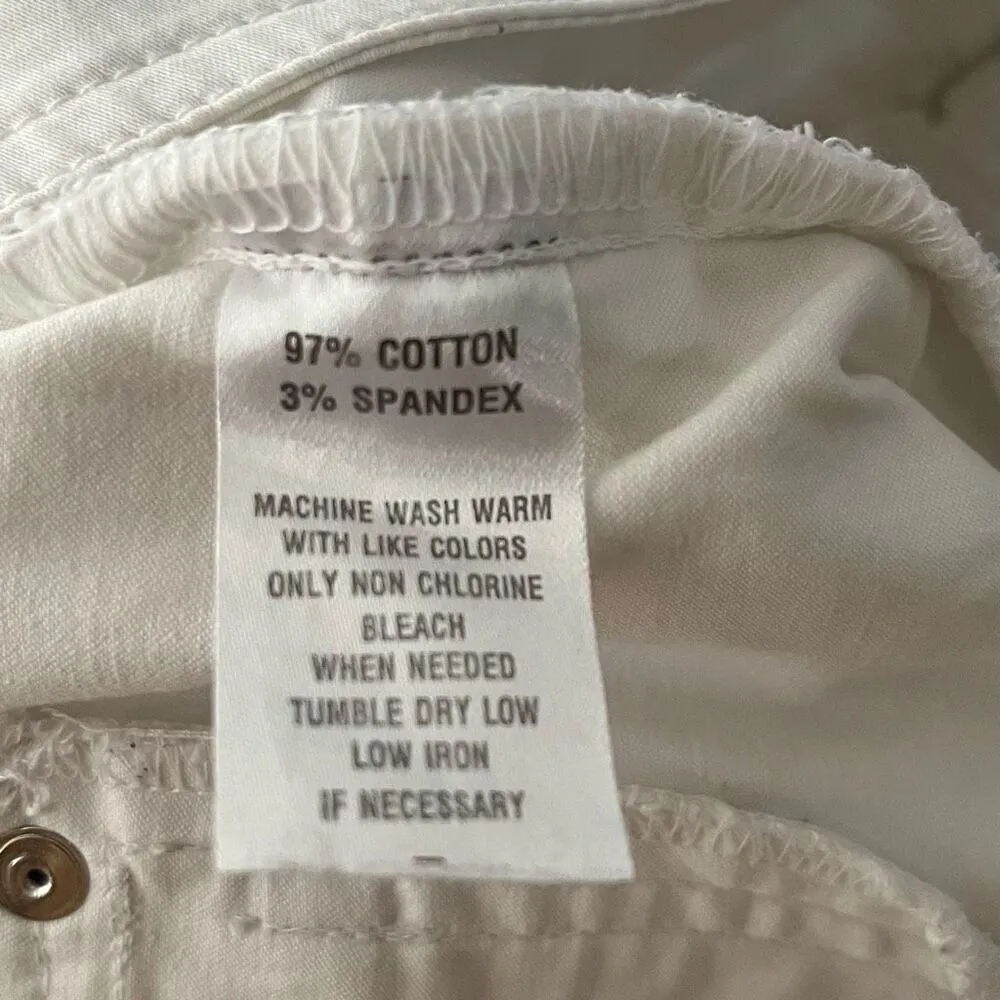 97% COTTON
3% SPANDEX
MACHINE WASH WARM
WITH LIKE COLORS
ONLY NON CHLORINE
BLEACH
WHEN NEEDED
TUMBLE DRY LOW
LOW IRON
IF NECESSARY